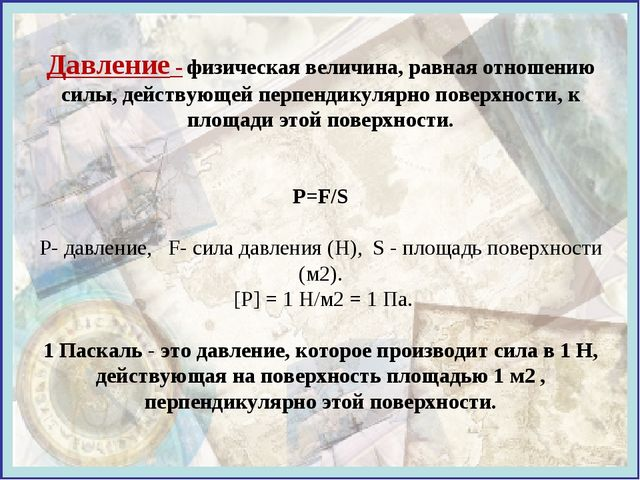 Давление - физическая величина, равная отношению
силы, действующей перпендикулярно поверхности, к
площади этой поверхности.
P=F/S
P- давление, F- сила давления (Н), S - площадь поверхности
(м2).
[P] = 1 Н/м2 = 1 Па.
1 Паскаль - это давление, которое производит сила в 1 Н,
действующая на поверхность площадью 1 м2 ,
перпендикулярно этой поверхности.